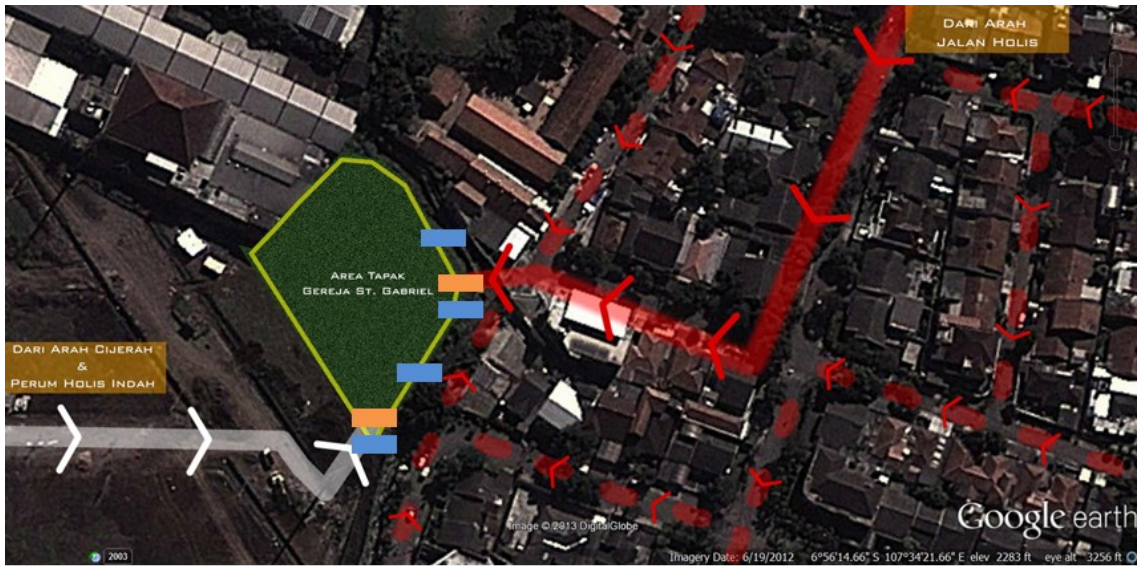 DARI ARAH
JALAN HOLIS
AREA TAPAK
GEREJA ST. GABRIEL
DARI ARAH CIJERAH
&
PERUM HOLIS INDAH
Image © 2013 DigitalGlobe
Google earth
2003
Imagery Date: 6/19/2012 6°56'14.66" S 107°34'21.66" E elev 2283 ft eye alt 3256 ft